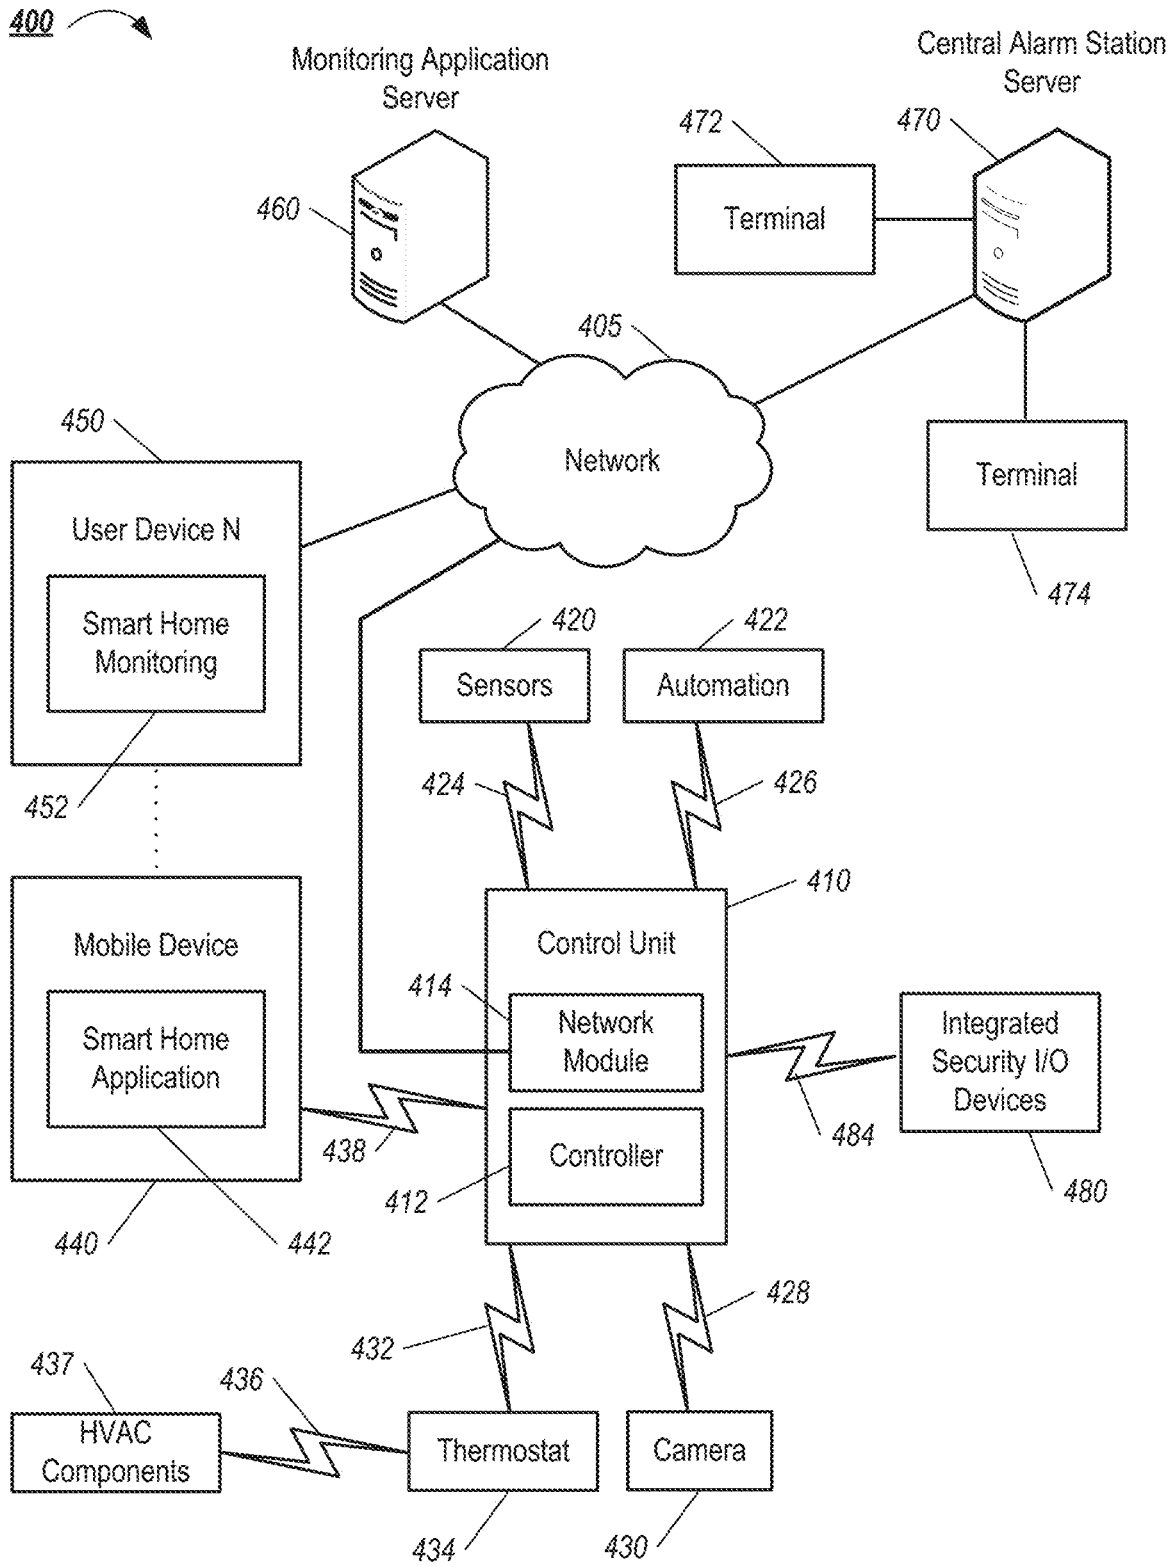 400
Monitoring Application
Server
Central Alarm Station
Server
472
470
460
Terminal
405
450
Network
Terminal
User Device N
474
Smart Home
Monitoring
420
422
Sensors
Automation
452
424
426
410
Mobile Device
Control Unit
414
Smart Home
Application
Network
Module
Integrated
Security I/O
Devices
438
484
Controller
412
480
440
442
428
432
437
436
HVAC
Components
Thermostat
Camera
434
430